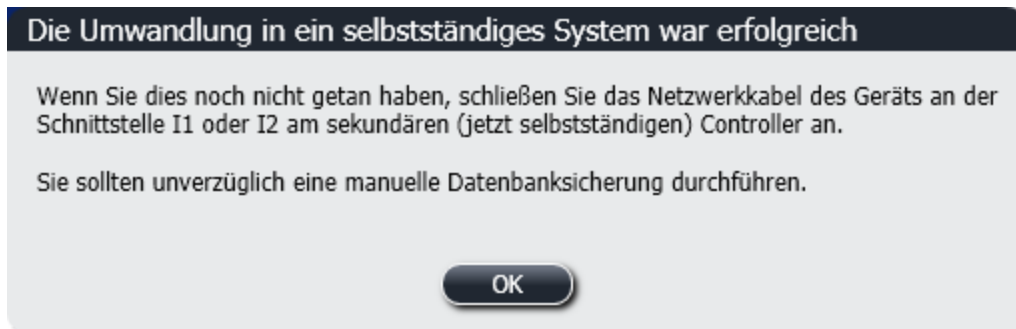 Die Umwandlung in ein selbstständiges System war erfolgreich
Wenn Sie dies noch nicht getan haben, schließen Sie das Netzwerkkabel des Geräts an der
Schnittstelle I1 oder I2 am sekundären (jetzt selbstständigen) Controller an.
Sie sollten unverzüglich eine manuelle Datenbanksicherung durchführen.
OK